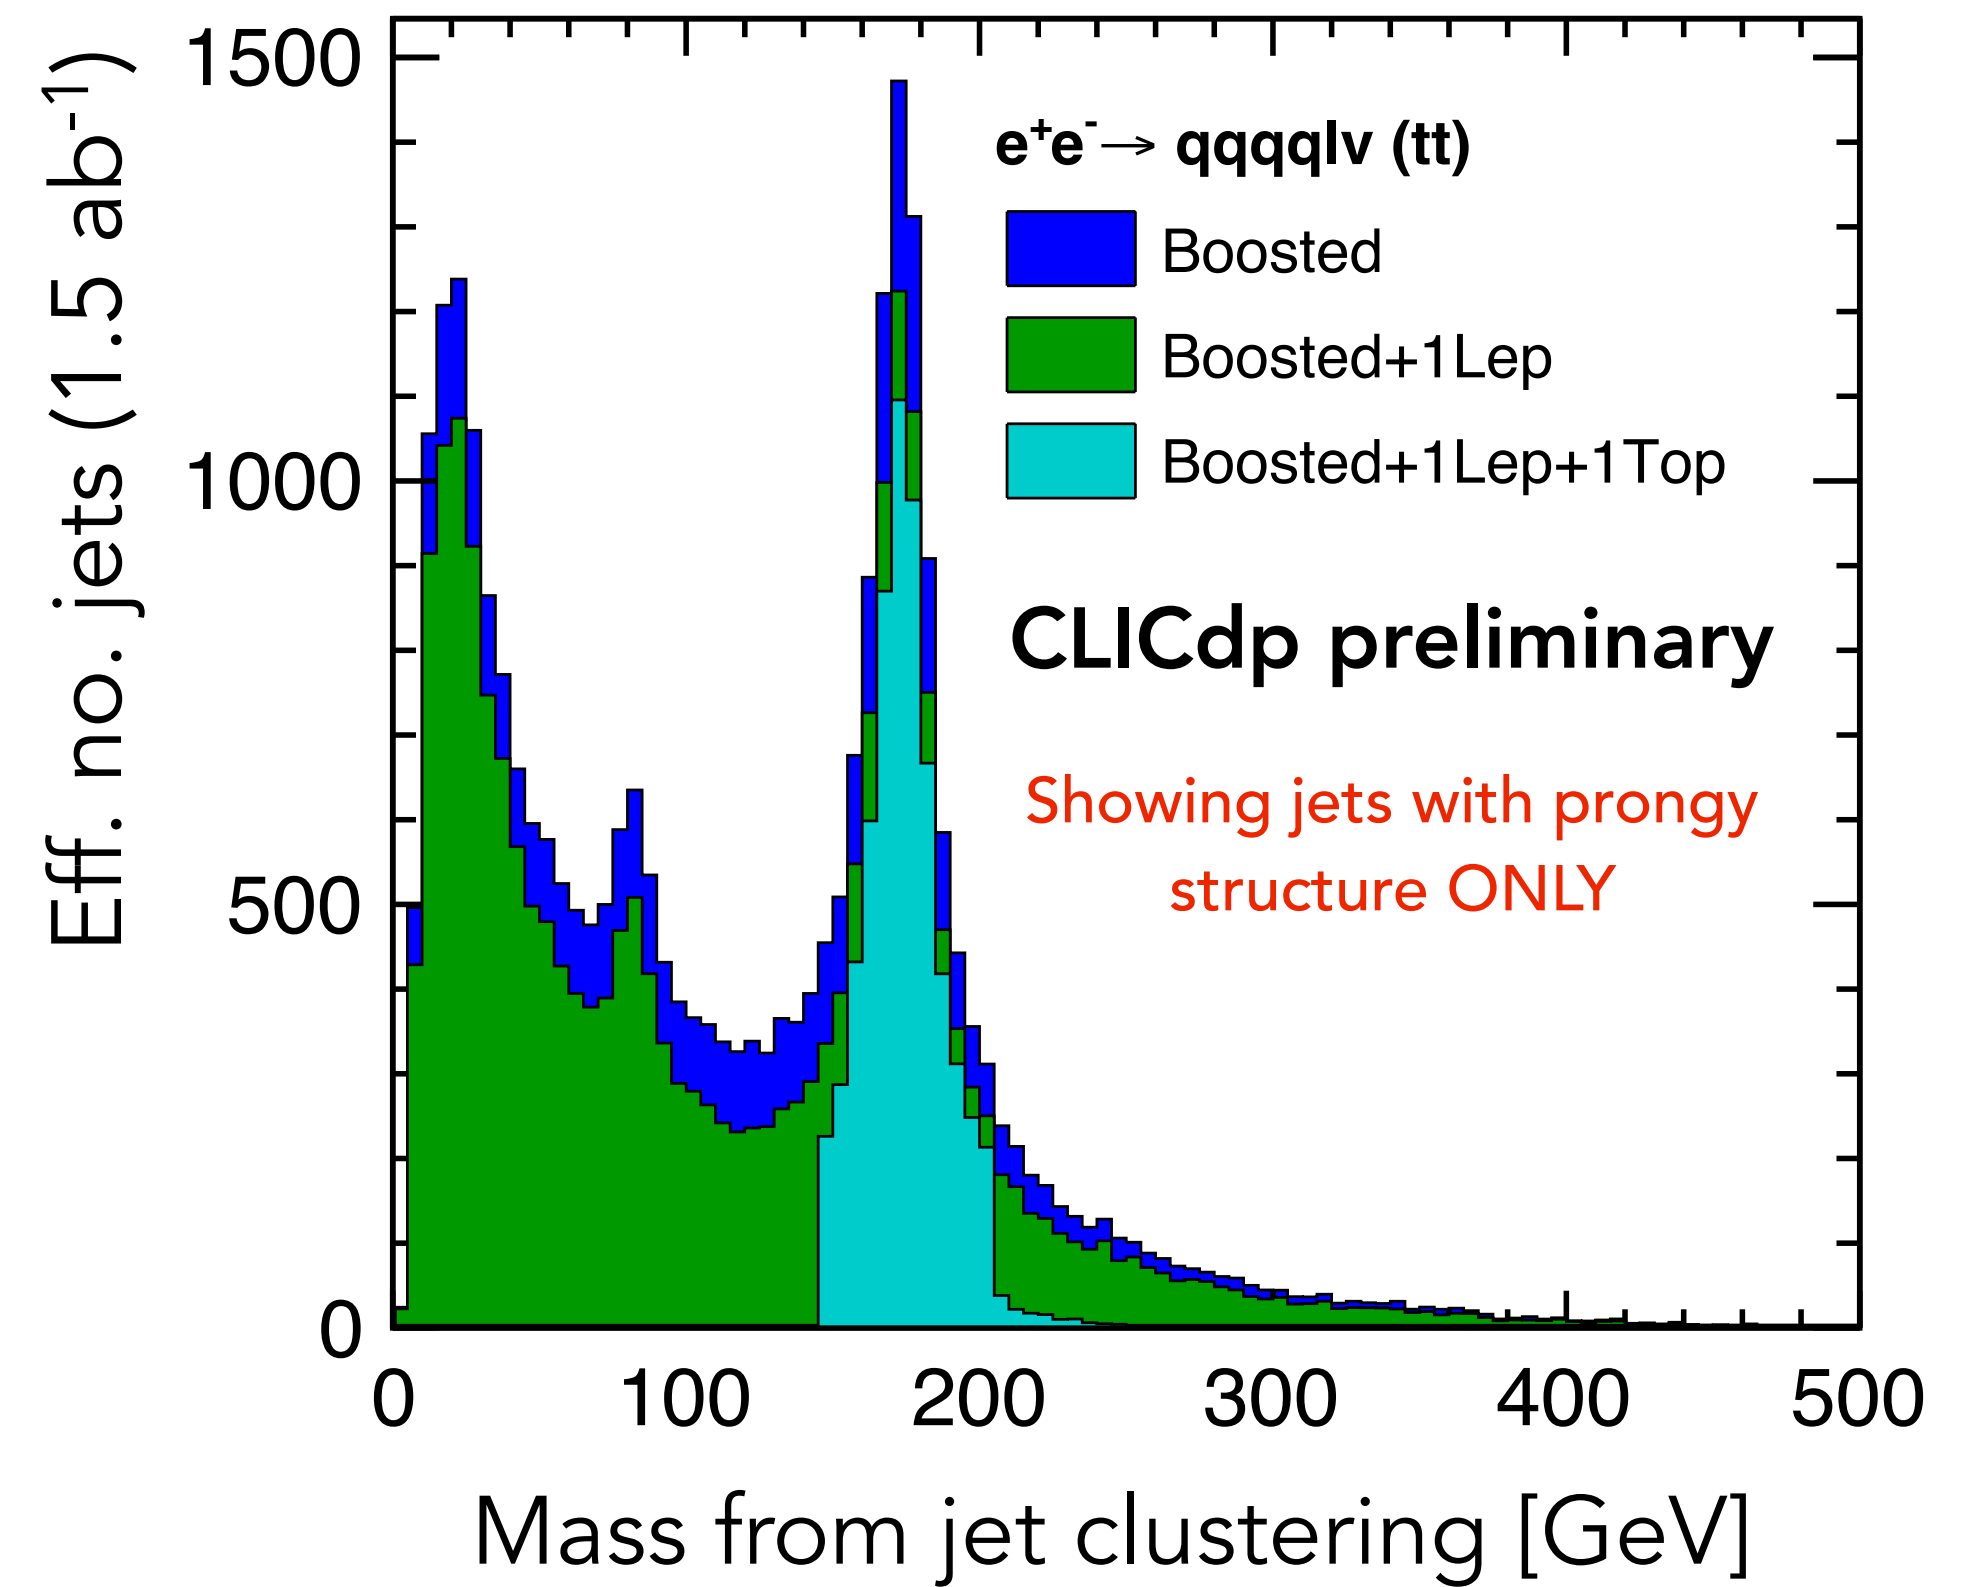 Eff. no. jets (1.5 ab⁻¹)
1500
1000
500
0
e⁺e⁻ → qqqqlν (tt)
Boosted
Boosted+1Lep
Boosted+1Lep+1Top
CLICdp preliminary
Showing jets with prongy
structure ONLY
0 100 200 300 400 500
Mass from jet clustering [GeV]